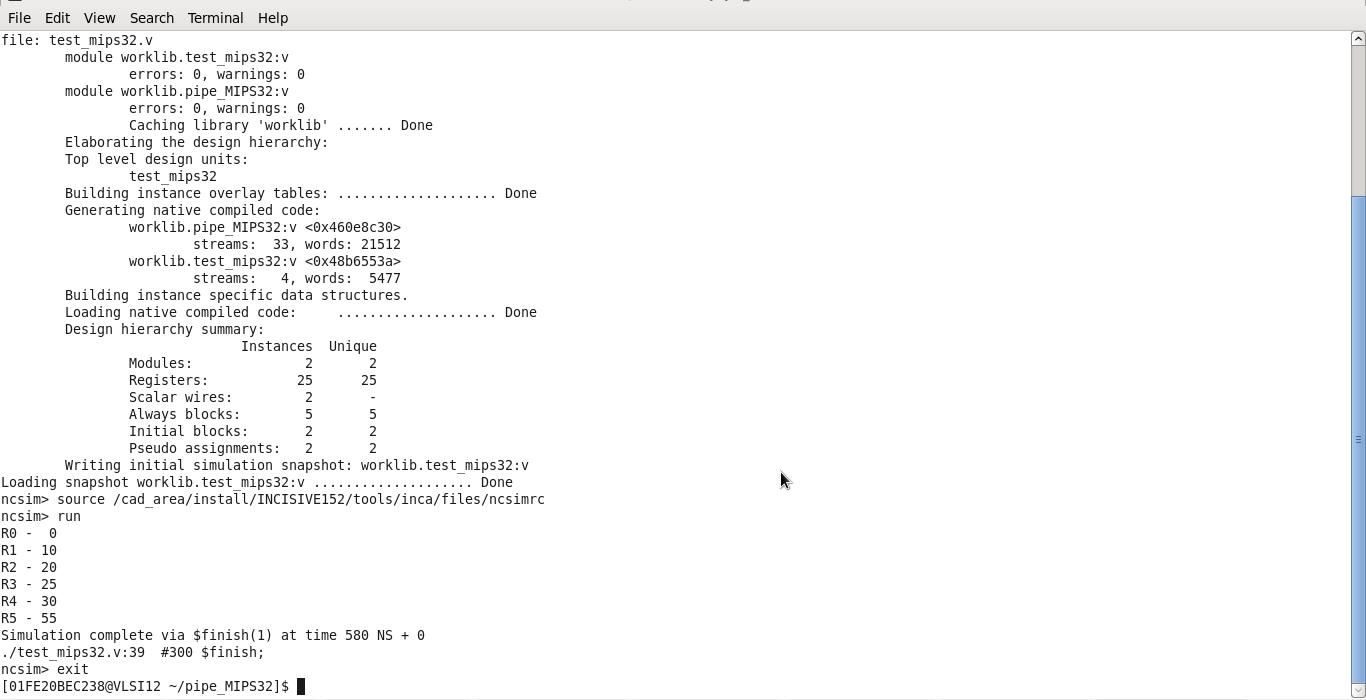 File Edit View Search Terminal Help
file: test_mips32.v
        module worklib.test_mips32:v
                errors: 0, warnings: 0
        module worklib.pipe_MIPS32:v
                errors: 0, warnings: 0
                Caching library 'worklib' ....... Done
        Elaborating the design hierarchy:
        Top level design units:
                test_mips32
        Building instance overlay tables: .................... Done
        Generating native compiled code:
                worklib.pipe_MIPS32:v <0x460e8c30>
                        streams:  33, words: 21512
                worklib.test_mips32:v <0x48b6553a>
                        streams:   4, words:  5477
        Building instance specific data structures.
        Loading native compiled code:     .................... Done
        Design hierarchy summary:
                              Instances  Unique
                Modules:              2       2
                Registers:           25      25
                Scalar wires:         2       -
                Always blocks:        5       5
                Initial blocks:       2       2
                Pseudo assignments:   2       2
        Writing initial simulation snapshot: worklib.test_mips32:v
Loading snapshot worklib.test_mips32:v .................... Done
ncsim> source /cad_area/install/INCISIVE152/tools/inca/files/ncsimrc
ncsim> run
R0 -  0
R1 - 10
R2 - 20
R3 - 25
R4 - 30
R5 - 55
Simulation complete via $finish(1) at time 580 NS + 0
./test_mips32.v:39  #300 $finish;
ncsim> exit
[01FE20BEC238@VLSI12 ~/pipe_MIPS32]$